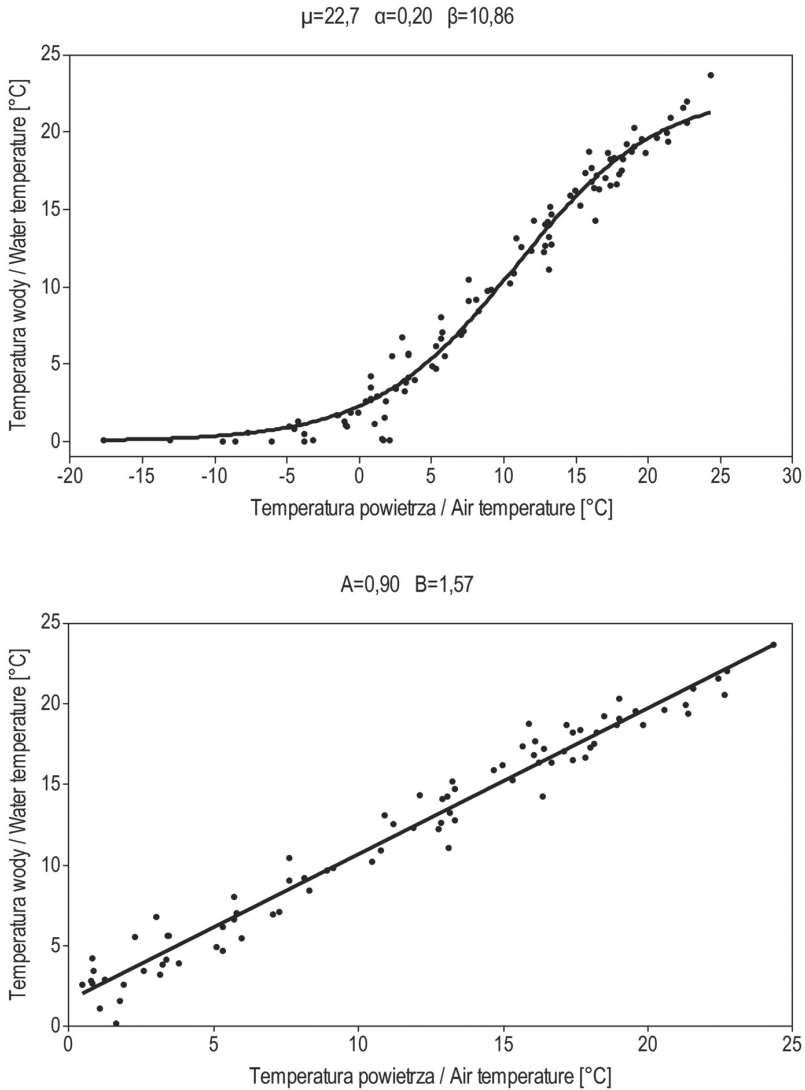 μ=22,7 α=0,20 β=10,86
Temperatura wody / Water temperature [°C]
25
20
15
10
5
0
-20 -15 -10 -5 0 5 10 15 20 25 30
Temperatura powietrza / Air temperature [°C]
A=0,90 B=1,57
Temperatura wody / Water temperature [°C]
25
20
15
10
5
0
0 5 10 15 20 25
Temperatura powietrza / Air temperature [°C]